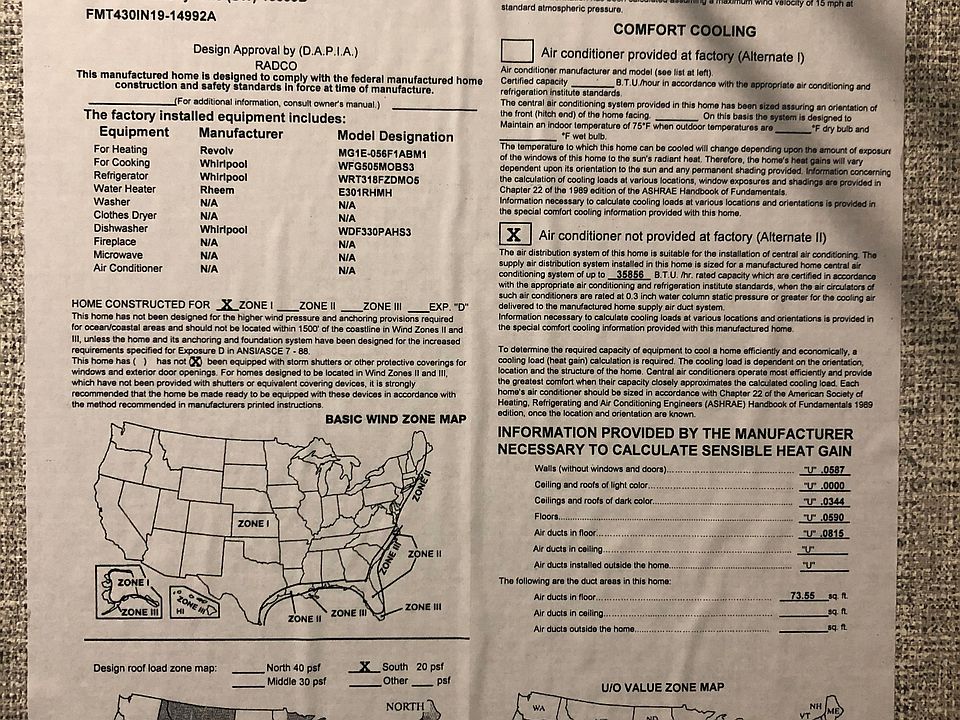 FMT430IN19-14992A
Design Approval by (D.A.P.I.A.)
RADCO
This manufactured home is designed to comply with the federal manufactured home
construction and safety standards in force at time of manufacture.
(For additional information, consult owner's manual.)
The factory installed equipment includes:
Equipment Manufacturer Model Designation
For Heating Revolv MG1E-056F1ABM1
For Cooking Whirlpool WFG505MOBS3
Refrigerator Whirlpool WRT318FZDMO5
Water Heater Rheem E301RHMH
Washer N/A N/A
Clothes Dryer N/A N/A
Dishwasher Whirlpool WDF330PAHS3
Fireplace N/A N/A
Microwave N/A N/A
Air Conditioner N/A N/A
HOME CONSTRUCTED FOR X ZONE I ___ZONE II ___ZONE III ___EXP. "D"
This home has not been designed for the higher wind pressure and anchoring provisions required
for ocean/coastal areas and should not be located within 1500' of the coastline in Wind Zones II and
III, unless the home and its anchoring and foundation system have been designed for the increased
requirements specified for Exposure D in ANSI/ASCE 7 - 88.
This home has ( ) has not (X) been equipped with storm shutters or other protective coverings for
windows and exterior door openings. For homes designed to be located in Wind Zones II and III,
which have not been provided with shutters or equivalent covering devices, it is strongly
recommended that the home be made ready to be equipped with these devices in accordance with
the method recommended in manufacturers printed instructions.
BASIC WIND ZONE MAP
ZONE II
ZONE I
ZONE III
ZONE II
ZONE I
ZONE III
ZONE III
HI
ZONE II
ZONE III
ZONE III
Design roof load zone map: ____ North 40 psf X South 20 psf
____ Middle 30 psf ____ Other ___ psf
NORTH
standard atmospheric pressure.
COMFORT COOLING
Air conditioner provided at factory (Alternate I)
Air conditioner manufacturer and model (see list at left).
Certified capacity ________ B.T.U./hour in accordance with the appropriate air conditioning and
refrigeration institute standards.
The central air conditioning system provided in this home has been sized assuring an orientation of
the front (hitch end) of the home facing. ________ On this basis the system is designed to
Maintain an indoor temperature of 75°F when outdoor temperatures are ______°F dry bulb and
________ °F wet bulb.
The temperature to which this home can be cooled will change depending upon the amount of exposure
of the windows of this home to the sun's radiant heat. Therefore, the home's heat gains will vary
dependent upon its orientation to the sun and any permanent shading provided. Information concerning
the calculation of cooling loads at various locations, window exposures and shadings are provided in
Chapter 22 of the 1989 edition of the ASHRAE Handbook of Fundamentals.
Information necessary to calculate cooling loads at various locations and orientations is provided in
the special comfort cooling information provided with this home.
X Air conditioner not provided at factory (Alternate II)
The air distribution system of this home is suitable for the installation of central air conditioning. The
supply air distribution system installed in this home is sized for a manufactured home central air
conditioning system of up to 35856 B.T.U. /hr. rated capacity which are certified in accordance
with the appropriate air conditioning and refrigeration institute standards, when the air circulators of
such air conditioners are rated at 0.3 inch water column static pressure or greater for the cooling air
delivered to the manufactured home supply air duct system.
Information necessary to calculate cooling loads at various locations and orientations is provided in
the special comfort cooling information provided with this manufactured home.
To determine the required capacity of equipment to cool a home efficiently and economically, a
cooling load (heat gain) calculation is required. The cooling load is dependent on the orientation,
location and the structure of the home. Central air conditioners operate most efficiently and provide
the greatest comfort when their capacity closely approximates the calculated cooling load. Each
home's air conditioner should be sized in accordance with Chapter 22 of the American Society of
Heating, Refrigerating and Air Conditioning Engineers (ASHRAE) Handbook of Fundamentals 1989
edition, once the location and orientation are known.
INFORMATION PROVIDED BY THE MANUFACTURER
NECESSARY TO CALCULATE SENSIBLE HEAT GAIN
Walls (without windows and doors)..... "U" .0587
Ceiling and roofs of light color..... "U" .0000
Ceilings and roofs of dark color..... "U" .0344
Floors..... "U" .0590
Air ducts in floor..... "U" .0815
Air ducts in ceiling..... "U"
Air ducts installed outside the home..... "U"
The following are the duct areas in this home:
Air ducts in floor..... 73.55 sq. ft.
Air ducts in ceiling..... sq. ft.
Air ducts outside the home..... sq. ft.
U/O VALUE ZONE MAP
WA
ND
NH
VT
ME